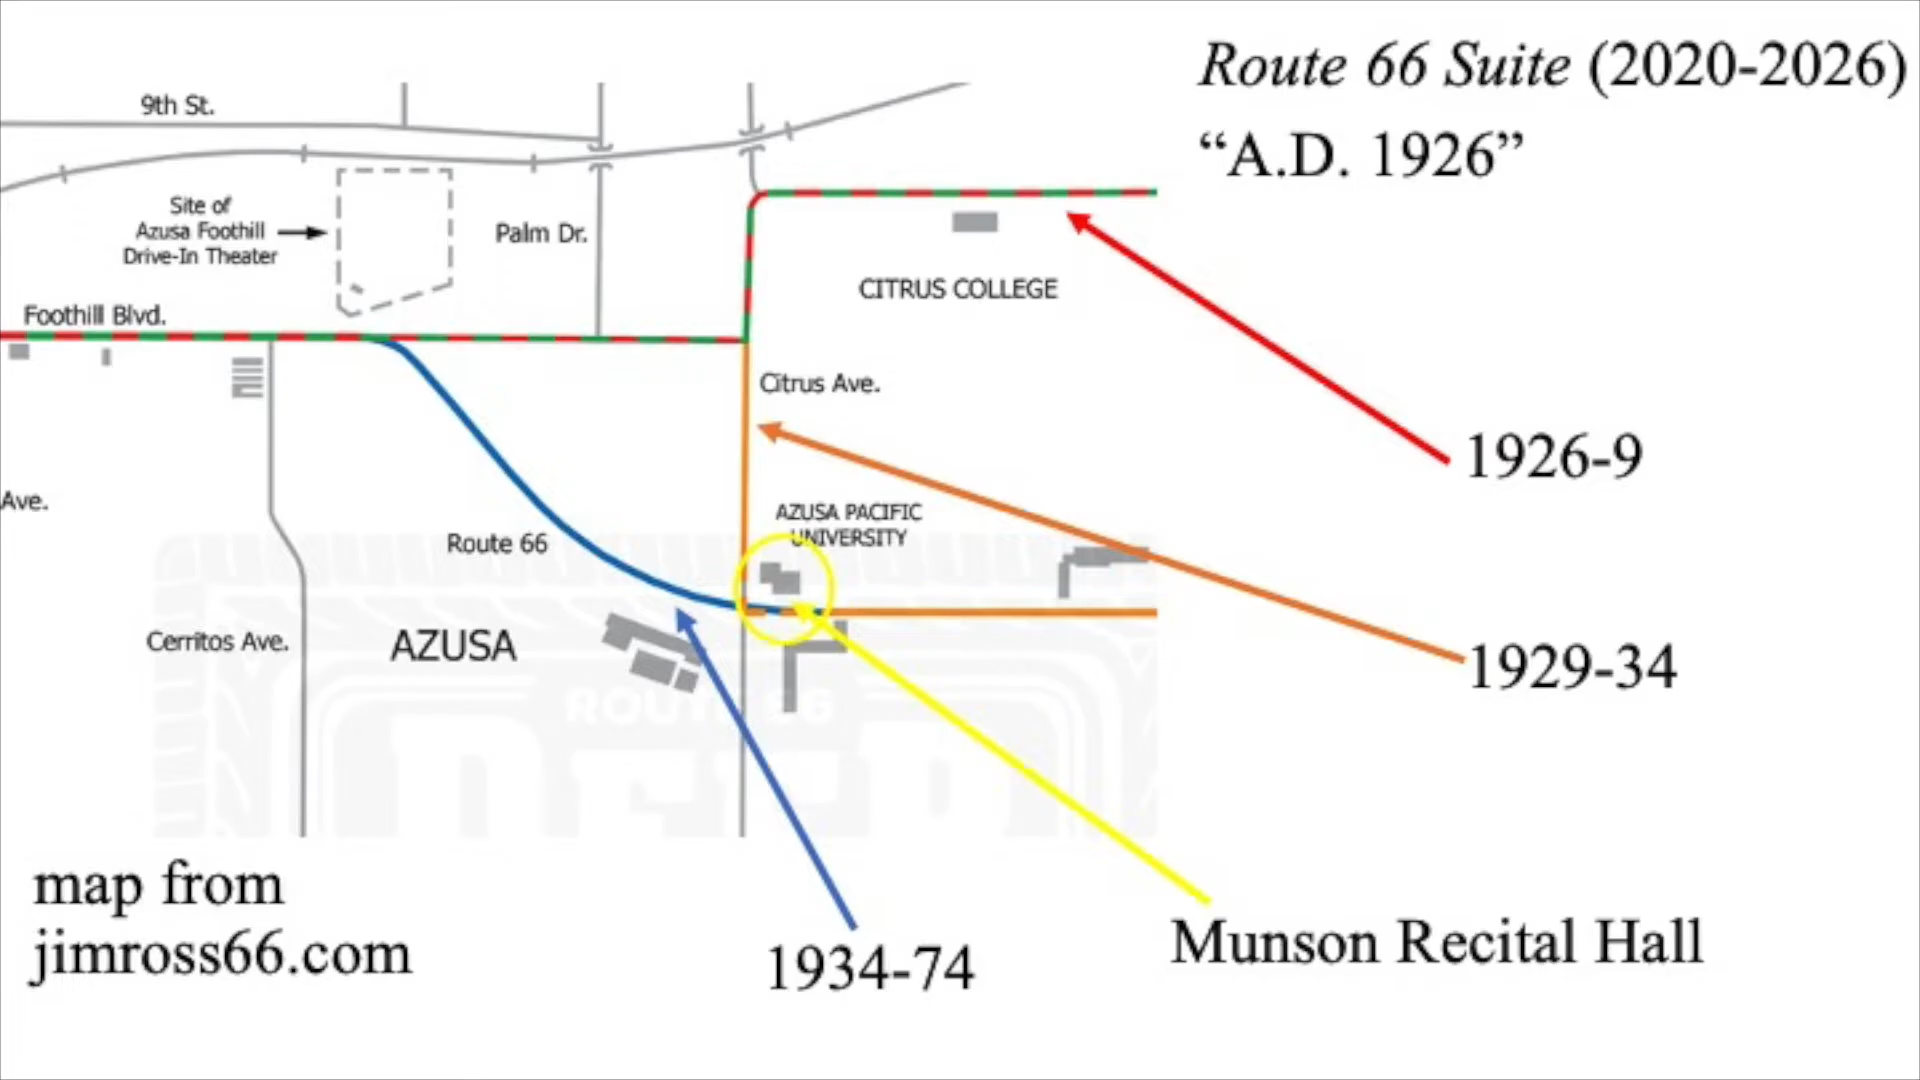 Route 66 Suite (2020-2026)
“A.D. 1926”
9th St.
Site of
Azusa Foothill
Drive-In Theater
Palm Dr.
CITRUS COLLEGE
Foothill Blvd.
Citrus Ave.
1926-9
Ave.
AZUSA PACIFIC
UNIVERSITY
Route 66
Cerritos Ave.
AZUSA
1929-34
ROUTE 66
map from
jimross66.com
1934-74
Munson Recital Hall